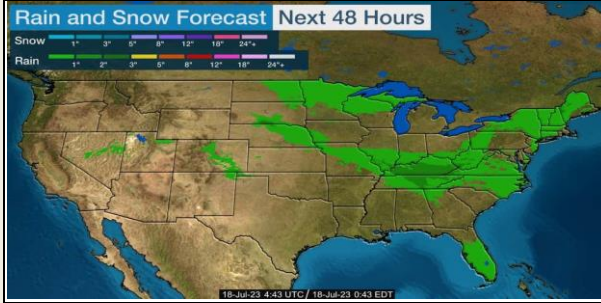 Rain and Snow Forecast Next 48 Hours
Snow 1" 3" 5" 8" 12" 18" 24"+
Rain 1" 2" 3" 5" 8" 12" 18" 24"+
18-Jul-23 4:43 UTC / 18-Jul-23 0:43 EDT